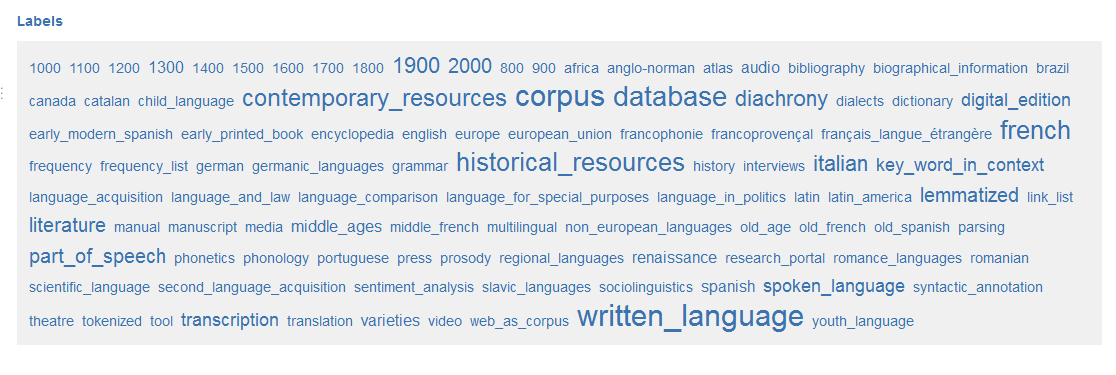 Labels
1000 1100 1200 1300 1400 1500 1600 1700 1800 1900 2000 800 900 africa anglo-norman atlas audio bibliography biographical_information brazil
canada catalan child_language contemporary_resources corpus database diachrony dialects dictionary digital_edition
early_modern_spanish early_printed_book encyclopedia english europe european_union francophonie francoprovençal français_langue_étrangère french
frequency frequency_list german germanic_languages grammar historical_resources history interviews italian key_word_in_context
language_acquisition language_and_law language_comparison language_for_special_purposes language_in_politics latin latin_america lemmatized link_list
literature manual manuscript media middle_ages middle_french multilingual non_european_languages old_age old_french old_spanish parsing
part_of_speech phonetics phonology portuguese press prosody regional_languages renaissance research_portal romance_languages romanian
scientific_language second_language_acquisition sentiment_analysis slavic_languages sociolinguistics spanish spoken_language syntactic_annotation
theatre tokenized tool transcription translation varieties video web_as_corpus written_language youth_language